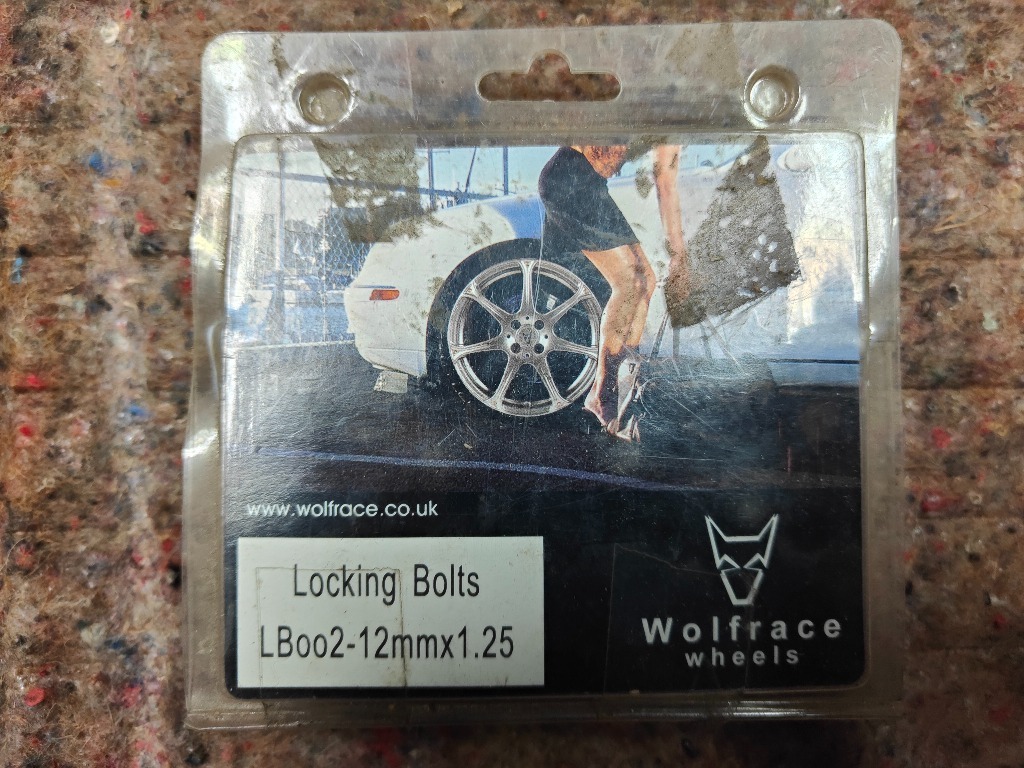 www.wolfrace.co.uk
Locking Bolts
LBoo2-12mmx1.25
Wolfrace
wheels